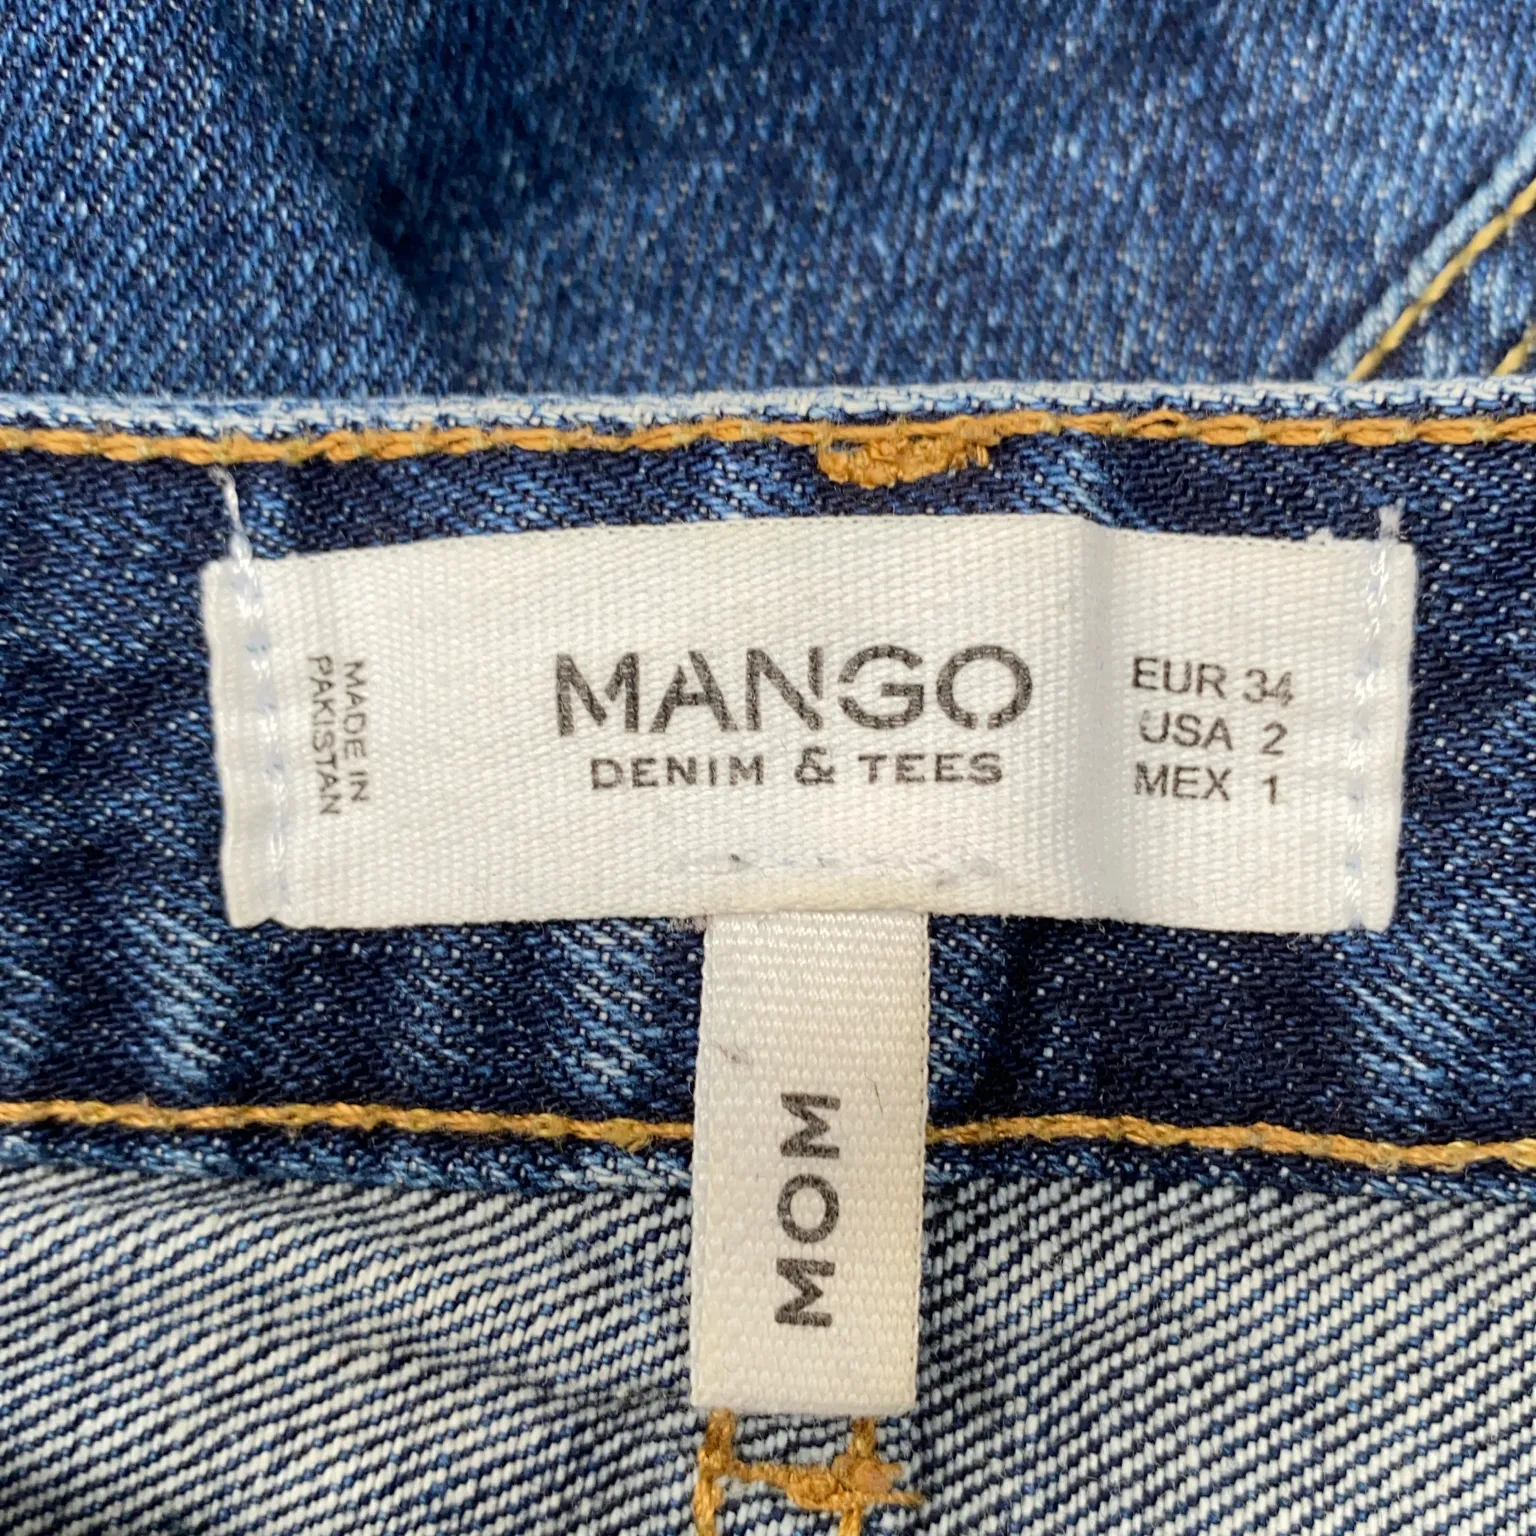 MADE IN
PAKISTAN
MANGO
DENIM & TEES
EUR 34
USA 2
MEX 1
MOM